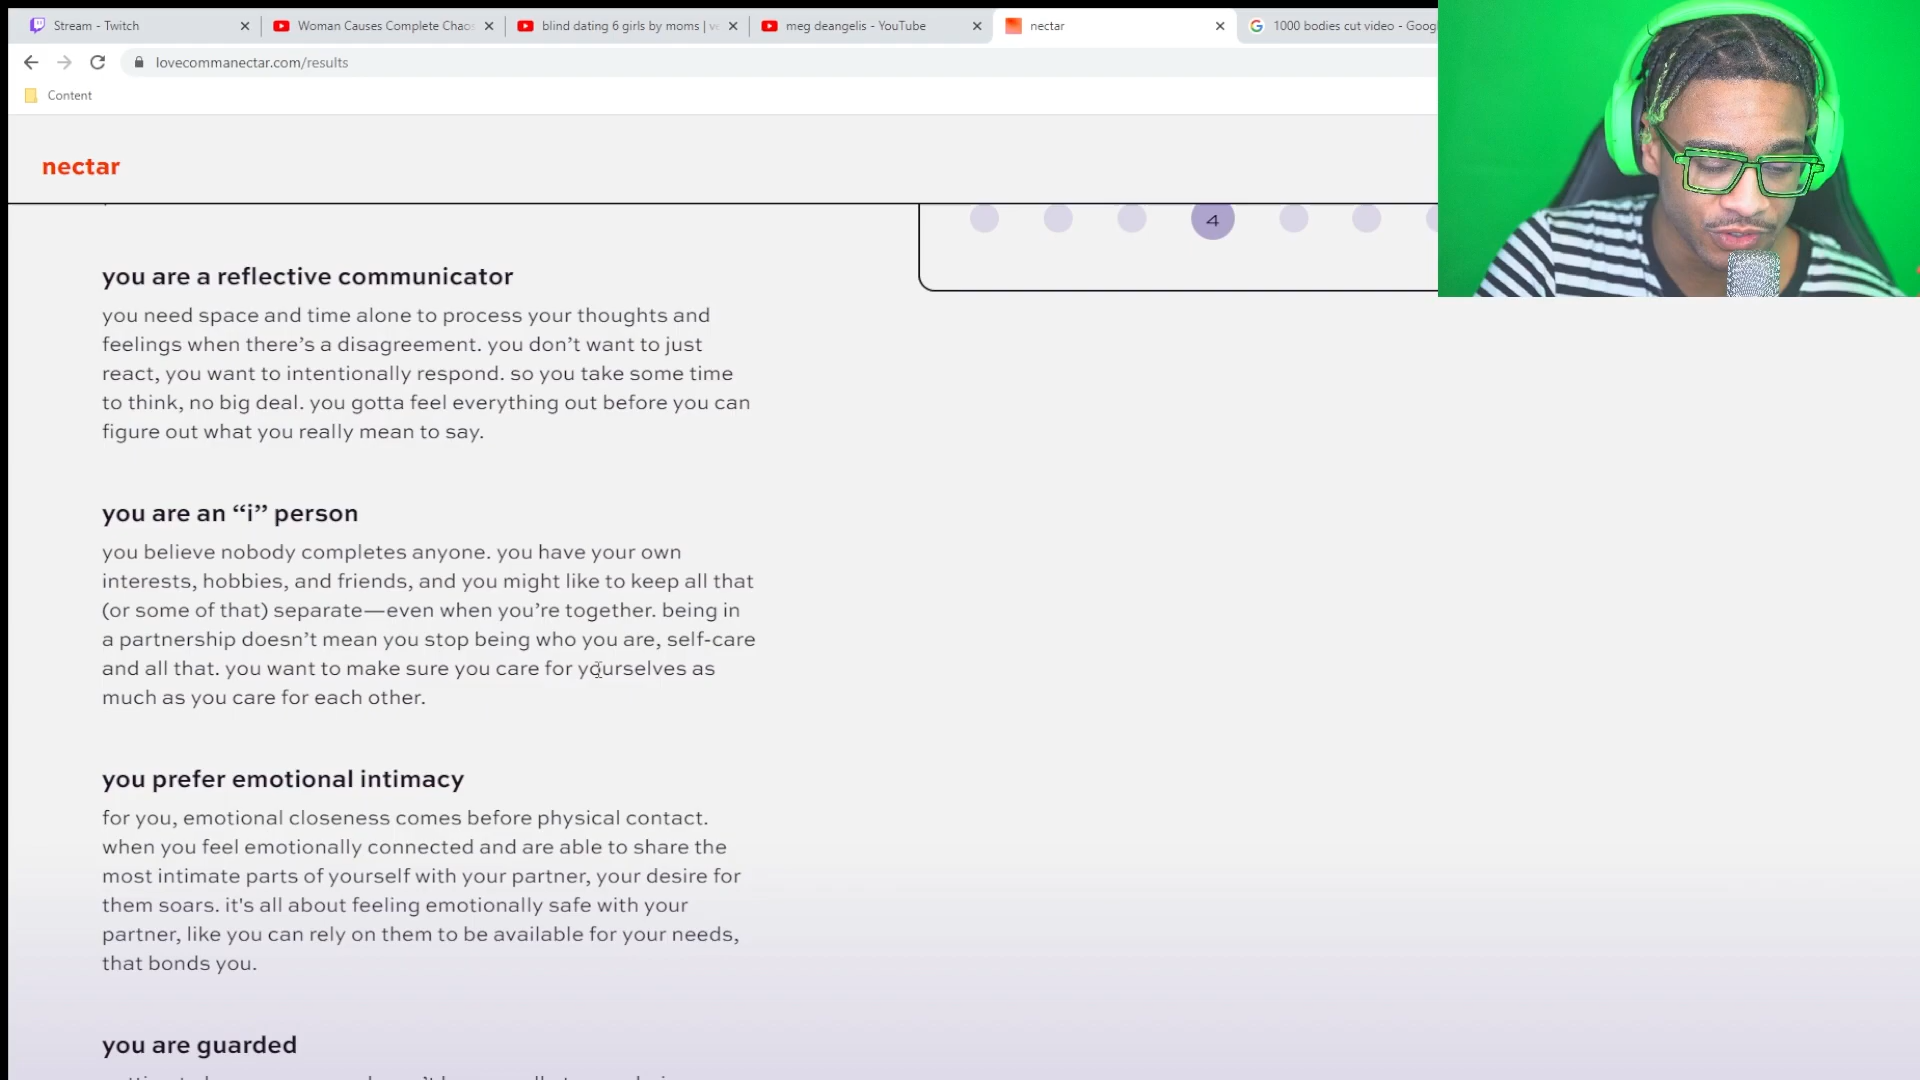 Stream - Twitch
Woman Causes Complete Chaos
blind dating 6 girls by moms |
meg deangelis - YouTube
nectar
1000 bodies cut video - Goog
lovecommanectar.com/results
Content
nectar
4
you are a reflective communicator
you need space and time alone to process your thoughts and
feelings when there’s a disagreement. you don’t want to just
react, you want to intentionally respond. so you take some time
to think, no big deal. you gotta feel everything out before you can
figure out what you really mean to say.
you are an “i” person
you believe nobody completes anyone. you have your own
interests, hobbies, and friends, and you might like to keep all that
(or some of that) separate—even when you’re together. being in
a partnership doesn’t mean you stop being who you are, self-care
and all that. you want to make sure you care for yourselves as
much as you care for each other.
you prefer emotional intimacy
for you, emotional closeness comes before physical contact.
when you feel emotionally connected and are able to share the
most intimate parts of yourself with your partner, your desire for
them soars. it's all about feeling emotionally safe with your
partner, like you can rely on them to be available for your needs,
that bonds you.
you are guarded